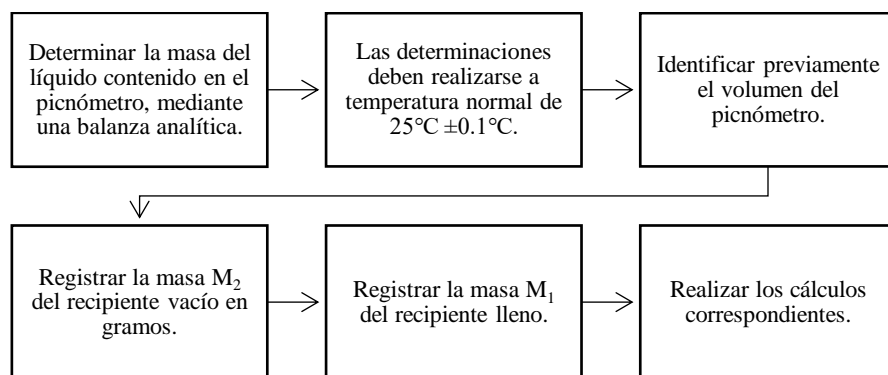 Determinar la masa del
líquido contenido en el
picnómetro, mediante
una balanza analítica.
Las determinaciones
deben realizarse a
temperatura normal de
25°C ±0.1°C.
Identificar previamente
el volumen del
picnómetro.
Registrar la masa M₂
del recipiente vacío en
gramos.
Registrar la masa M₁
del recipiente lleno.
Realizar los cálculos
correspondientes.